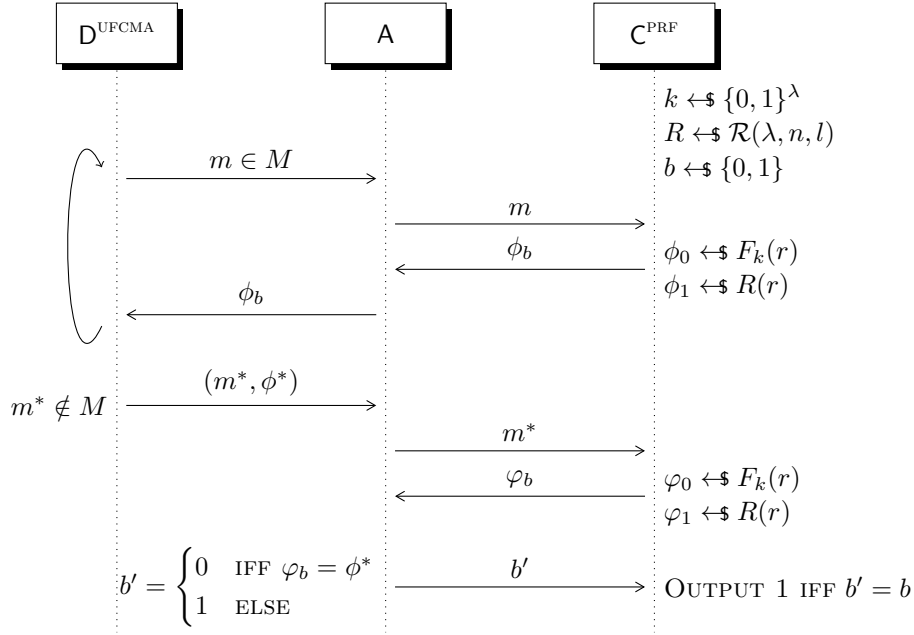 D^UFCMA A C^PRF
k ←$ {0, 1}^λ
R ←$ ℛ(λ, n, l)
b ←$ {0, 1}
m ∈ M
m
ϕ_b
ϕ_0 ←$ F_k(r)
ϕ_1 ←$ R(r)
ϕ_b
m* ∉ M
(m*, ϕ*)
m*
φ_b
φ_0 ←$ F_k(r)
φ_1 ←$ R(r)
b′ = {0 IFF φ_b = ϕ*
1 ELSE
b′
OUTPUT 1 IFF b′ = b